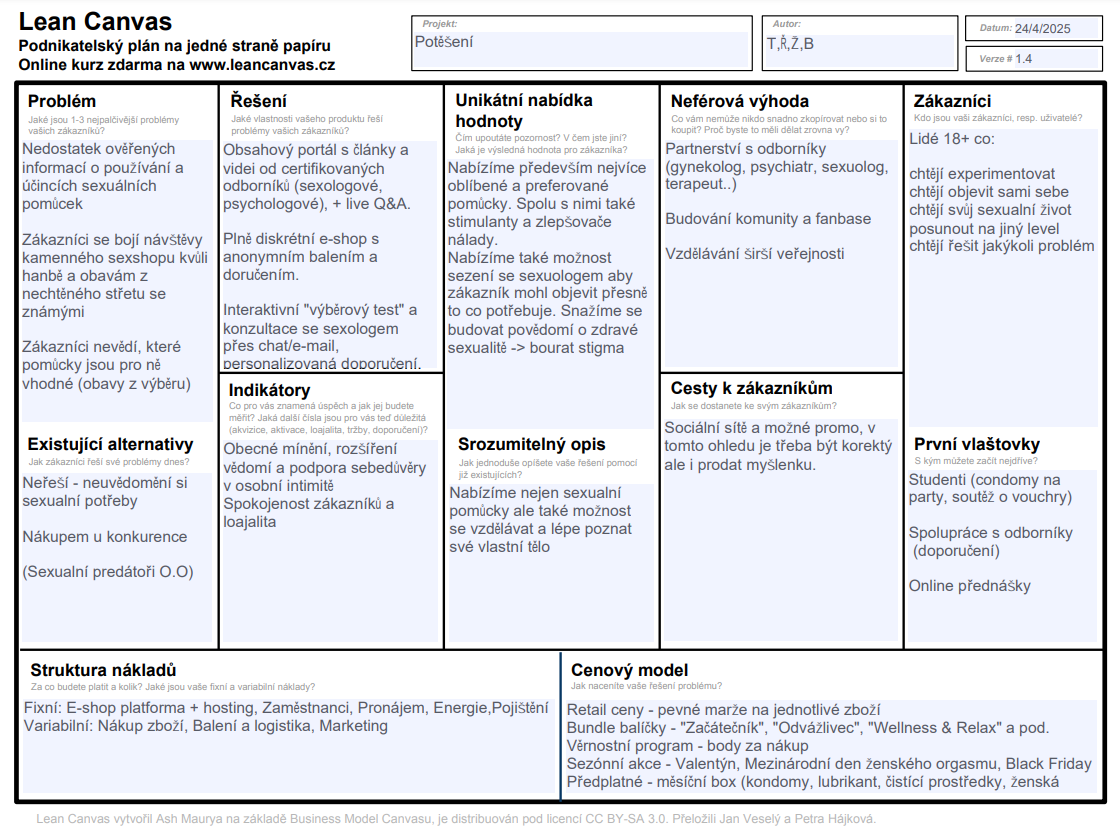 Lean Canvas
Podnikatelský plán na jedné straně papíru
Online kurz zdarma na www.leancanvas.cz
Projekt:
Potěšení
Autor:
T,Ř,Ž,B
Datum: 24/4/2025
Verze # 1.4
Problém
Jaké jsou 1-3 nejpalčivější problémy
vašich zákazníků?
Nedostatek ověřených
informací o používání a
účincích sexuálních
pomůcek
Zákazníci se bojí návštěvy
kamenného sexshopu kvůli
hanbě a obavám z
nechtěného střetu se
známými
Zákazníci nevědí, které
pomůcky jsou pro ně
vhodné (obavy z výběru)
Existující alternativy
Jak zákazníci řeší své problémy dnes?
Neřeší - neuvědomění si
sexualní potřeby
Nákupem u konkurence
(Sexualní predátoři O.O)
Řešení
Jaké vlastnosti vašeho produktu řeší
problémy vašich zákazníků?
Obsahový portál s články a
videi od certifikovaných
odborníků (sexologové,
psychologové), + live Q&A.
Plně diskrétní e-shop s
anonymním balením a
doručením.
Interaktivní "výběrový test" a
konzultace se sexologem
přes chat/e-mail,
personalizovaná doporučení.
Indikátory
Co pro vás znamená úspěch a jak jej budete
měřit? Jaká další čísla jsou pro vás teď důležitá
(akvizice, aktivace, loajalita, tržby, doporučení)?
Obecné mínění, rozšíření
vědomí a podpora sebedůvěry
v osobní intimitě
Spokojenost zákazníků a
loajalita
Unikátní nabídka
hodnoty
Čím upoutáte pozornost? V čem jste jiní?
Jaká je výsledná hodnota pro zákazníka?
Nabízíme především nejvíce
oblíbené a preferované
pomůcky. Spolu s nimi také
stimulanty a zlepšovače
nálady.
Nabízíme také možnost
sezení se sexuologem aby
zákazník mohl objevit přesně
to co potřebuje. Snažíme se
budovat povědomí o zdravé
sexualitě -> bourat stigma
Srozumitelný opis
Jak jednoduše opíšete vaše řešení pomocí
již existujících?
Nabízíme nejen sexualní
pomůcky ale také možnost
se vzdělávat a lépe poznat
své vlastní tělo
Neférová výhoda
Co vám nemůže nikdo snadno zkopírovat nebo si to
koupit? Proč byste to měli dělat zrovna vy?
Partnerství s odborníky
(gynekolog, psychiatr, sexuolog,
terapeut..)
Budování komunity a fanbase
Vzdělávání širší veřejnosti
Cesty k zákazníkům
Jak se dostanete ke svým zákazníkům?
Sociální sítě a možné promo, v
tomto ohledu je třeba být korektý
ale i prodat myšlenku.
Zákazníci
Kdo jsou vaši zákazníci, resp. uživatelé?
Lidé 18+ co:
chtějí experimentovat
chtějí objevit sami sebe
chtějí svůj sexualní život
posunout na jiný level
chtějí řešit jakýkoli problém
První vlaštovky
S kým můžete začít nejdříve?
Studenti (condomy na
party, soutěž o vouchry)
Spolupráce s odborníky
(doporučení)
Online přednášky
Struktura nákladů
Za co budete platit a kolik? Jaké jsou vaše fixní a variabilní náklady?
Fixní: E-shop platforma + hosting, Zaměstnanci, Pronájem, Energie,Pojištění
Variabilní: Nákup zboží, Balení a logistika, Marketing
Cenový model
Jak naceníte vaše řešení problému?
Retail ceny - pevné marže na jednotlivé zboží
Bundle balíčky - "Začátečník", "Odvážlivec", "Wellness & Relax" a pod.
Věrnostní program - body za nákup
Sezónní akce - Valentýn, Mezinárodní den ženského orgasmu, Black Friday
Předplatné - měsíční box (kondomy, lubrikant, čistící prostředky, ženská
Lean Canvas vytvořil Ash Maurya na základě Business Model Canvasu, je distribuován pod licencí CC BY-SA 3.0. Přeložili Jan Veselý a Petra Hájková.